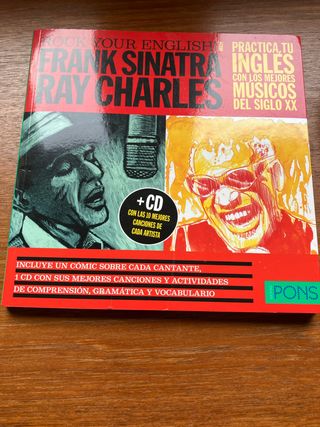 ROCK YOUR ENGLISH!
FRANK SINATRA
RAY CHARLES
PRACTICA TU
INGLÉS
CON LOS MEJORES
MÚSICOS
DEL SIGLO XX
+ CD
CON LAS 10 MEJORES
CANCIONES DE
CADA ARTISTA
INCLUYE UN CÓMIC SOBRE CADA CANTANTE,
1 CD CON SUS MEJORES CANCIONES Y ACTIVIDADES
DE COMPRENSIÓN, GRAMÁTICA Y VOCABULARIO
PONS